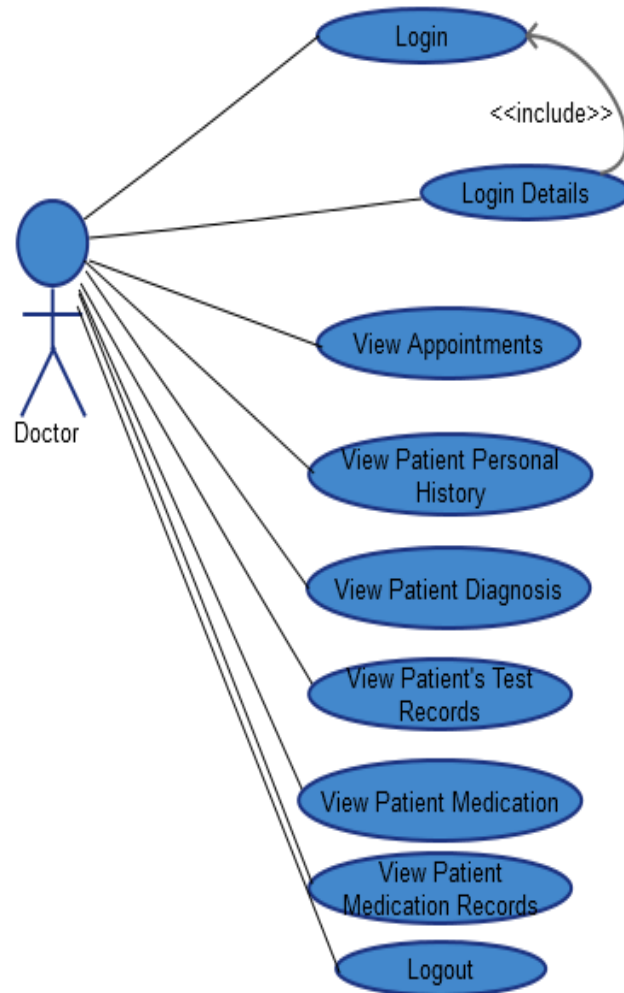 Login
<<include>>
Login Details
View Appointments
Doctor
View Patient Personal
History
View Patient Diagnosis
View Patient's Test
Records
View Patient Medication
View Patient
Medication Records
Logout